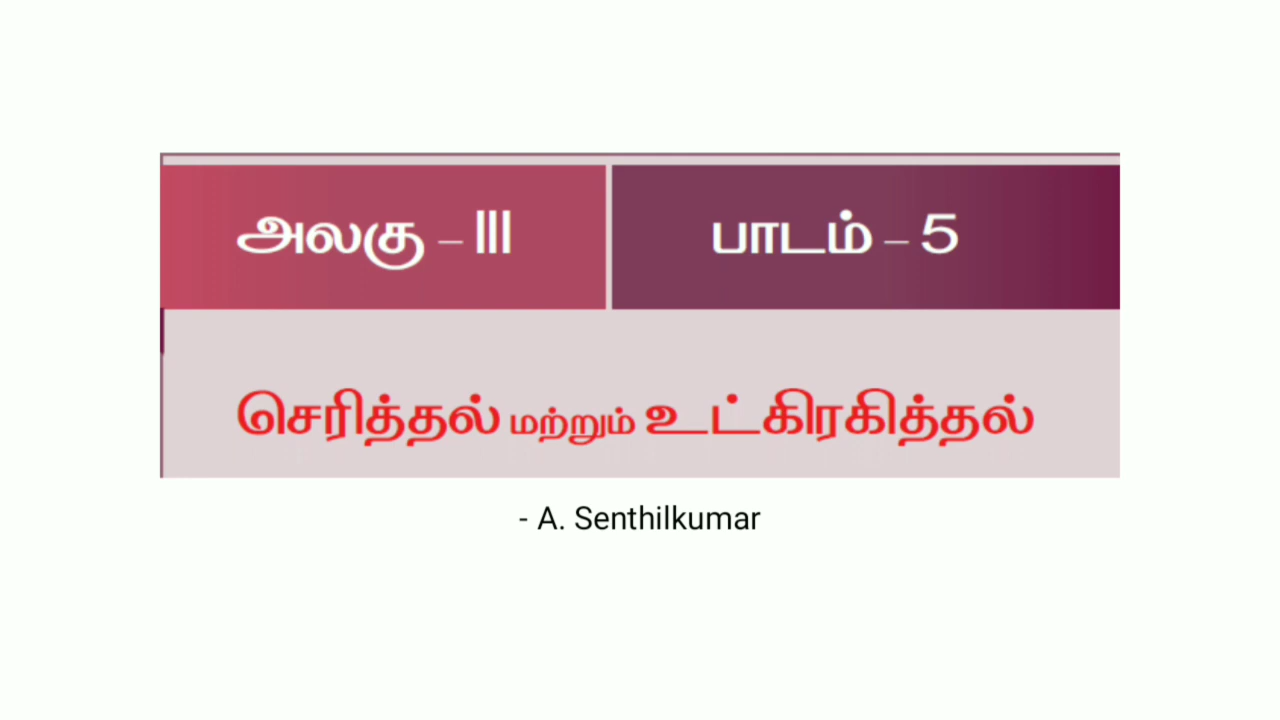 அலகு – III பாடம் – 5
செரித்தல் மற்றும் உட்கிரகித்தல்
- A. Senthilkumar